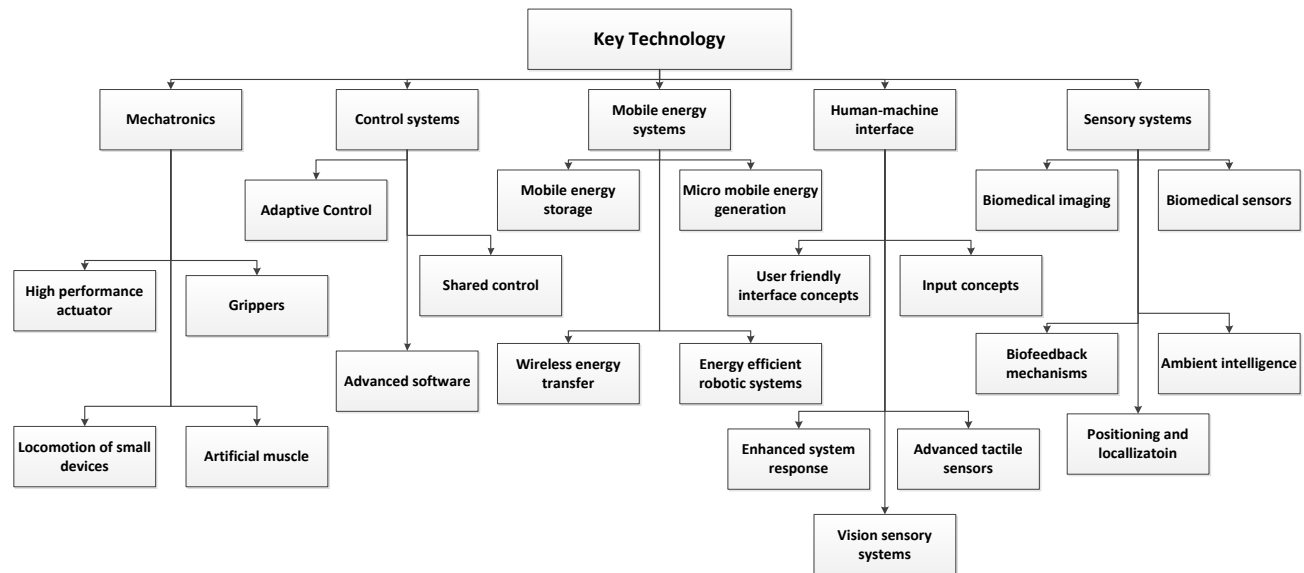 Key Technology
Mechatronics
Control systems
Mobile energy
systems
Human-machine
interface
Sensory systems
Adaptive Control
Mobile energy
storage
Micro mobile energy
generation
Biomedical imaging
Biomedical sensors
High performance
actuator
Grippers
Shared control
User friendly
interface concepts
Input concepts
Advanced software
Wireless energy
transfer
Energy efficient
robotic systems
Biofeedback
mechanisms
Ambient intelligence
Locomotion of small
devices
Artificial muscle
Enhanced system
response
Advanced tactile
sensors
Positioning and
locallizatoin
Vision sensory
systems